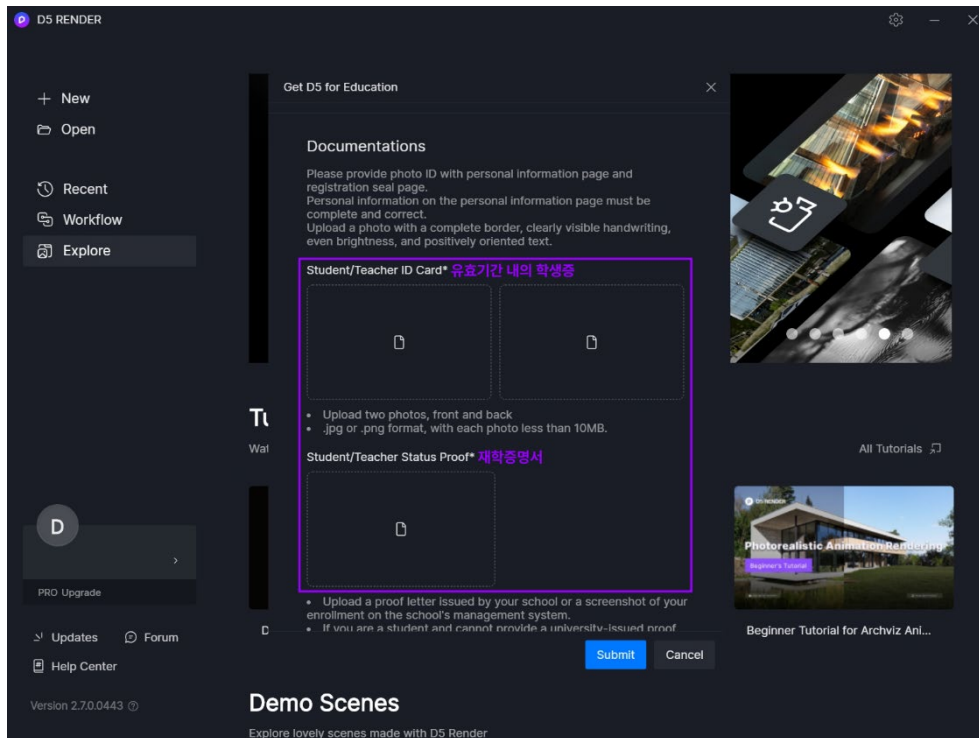 D5 RENDER
New
Open
Recent
Workflow
Explore
D
PRO Upgrade
Updates
Forum
Help Center
Version 2.7.0.0443
Get D5 for Education
Documentations
Please provide photo ID with personal information page and
registration seal page.
Personal information on the personal information page must be
complete and correct.
Upload a photo with a complete border, clearly visible handwriting,
even brightness, and positively oriented text.
Student/Teacher ID Card* 유효기간 내의 학생증
• Upload two photos, front and back
• .jpg or .png format, with each photo less than 10MB.
Student/Teacher Status Proof* 재학증명서
• Upload a proof letter issued by your school or a screenshot of your
enrollment on the school's management system.
• If you are a student and cannot provide a university-issued proof
Submit
Cancel
All Tutorials
D5 RENDER
Photorealistic Animation Rendering
Beginner's Tutorial
Beginner Tutorial for Archviz Ani...
Demo Scenes
Explore lovely scenes made with D5 Render